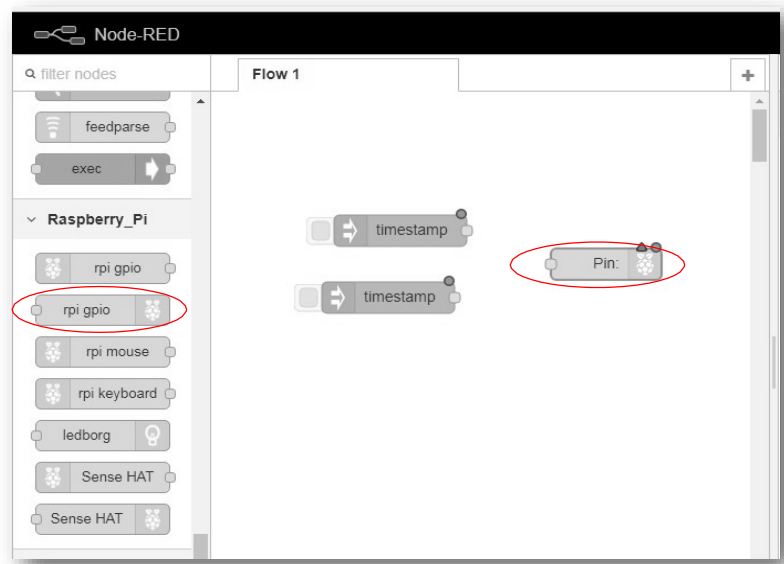 Node-RED
filter nodes
Flow 1
+
feedparse
exec
Raspberry_Pi
rpi gpio
rpi gpio
rpi mouse
rpi keyboard
ledborg
Sense HAT
Sense HAT
timestamp
timestamp
Pin: